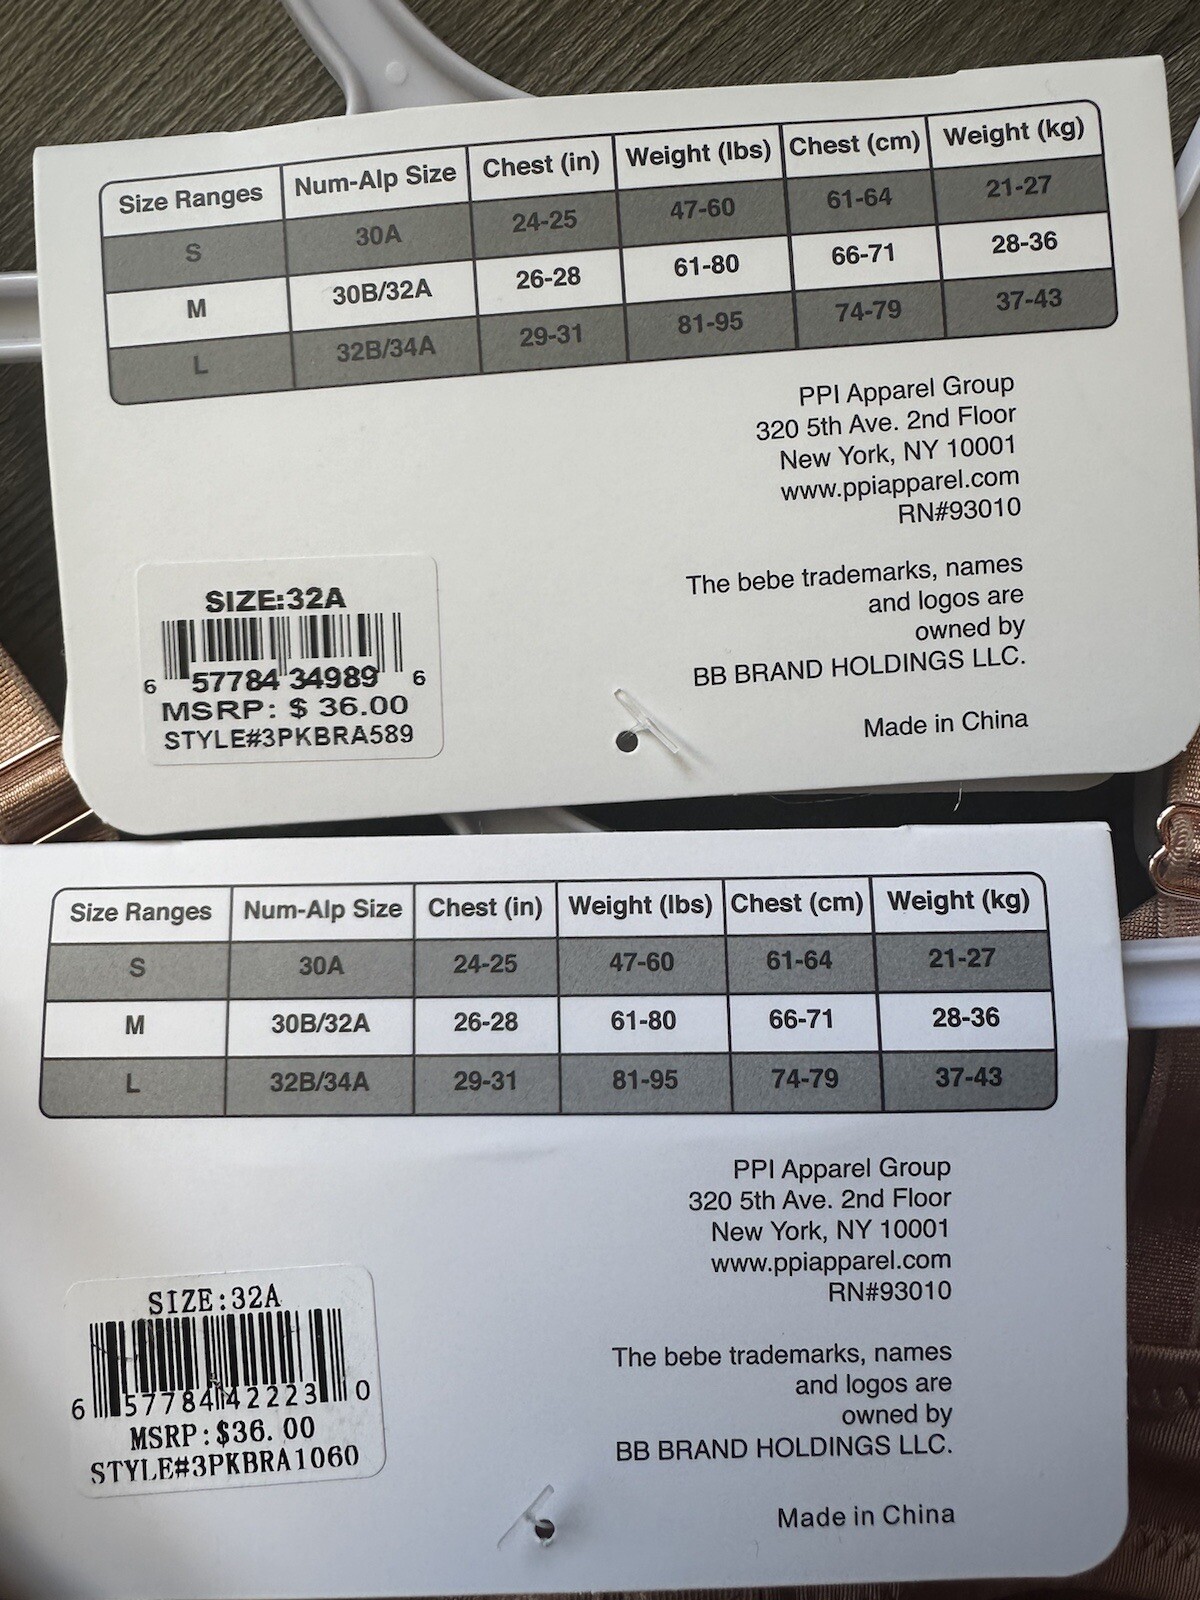 Size Ranges Num-Alp Size Chest (in) Weight (lbs) Chest (cm) Weight (kg)
S 30A 24-25 47-60 61-64 21-27
M 30B/32A 26-28 61-80 66-71 28-36
L 32B/34A 29-31 81-95 74-79 37-43
PPI Apparel Group
320 5th Ave. 2nd Floor
New York, NY 10001
www.ppiapparel.com
RN#93010
The bebe trademarks, names
and logos are
owned by
BB BRAND HOLDINGS LLC.
Made in China
SIZE:32A
6 57784 34989 6
MSRP: $ 36.00
STYLE#3PKBRA589
Size Ranges Num-Alp Size Chest (in) Weight (lbs) Chest (cm) Weight (kg)
S 30A 24-25 47-60 61-64 21-27
M 30B/32A 26-28 61-80 66-71 28-36
L 32B/34A 29-31 81-95 74-79 37-43
PPI Apparel Group
320 5th Ave. 2nd Floor
New York, NY 10001
www.ppiapparel.com
RN#93010
The bebe trademarks, names
and logos are
owned by
BB BRAND HOLDINGS LLC.
Made in China
SIZE:32A
6 57784 42223 0
MSRP:$36.00
STYLE#3PKBRA1060